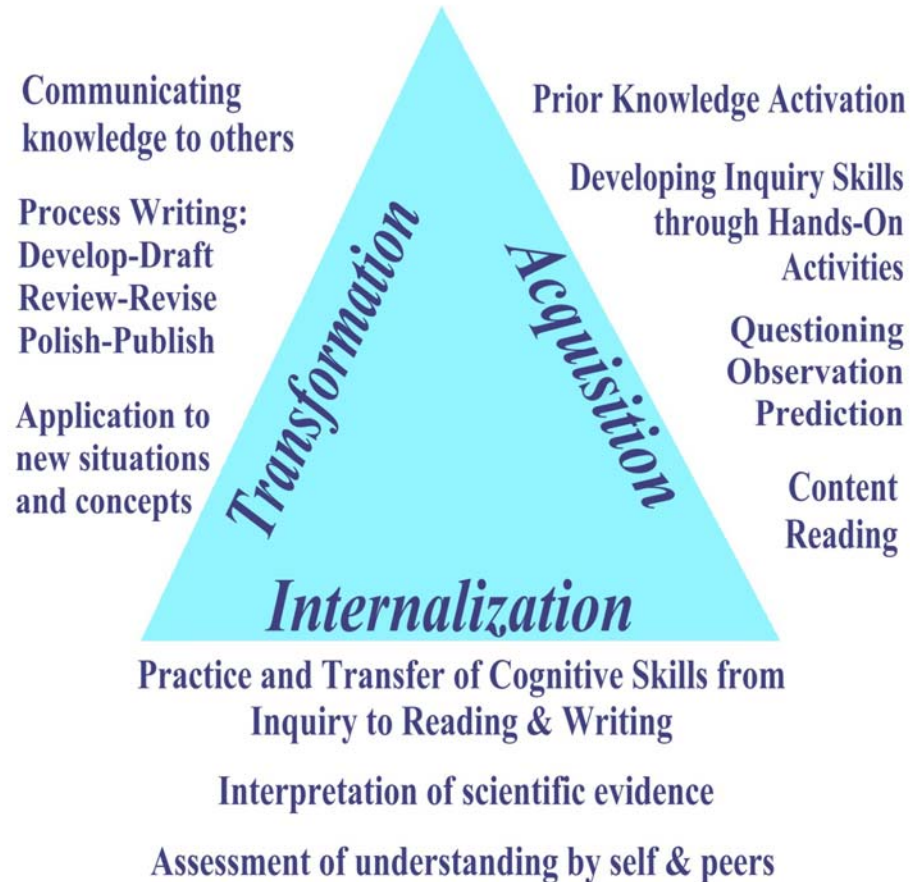 Communicating
knowledge to others
Process Writing:
Develop-Draft
Review-Revise
Polish-Publish
Application to
new situations
and concepts
Transformation
Acquisition
Prior Knowledge Activation
Developing Inquiry Skills
through Hands-On
Activities
Questioning
Observation
Prediction
Content
Reading
Internalization
Practice and Transfer of Cognitive Skills from
Inquiry to Reading & Writing
Interpretation of scientific evidence
Assessment of understanding by self & peers